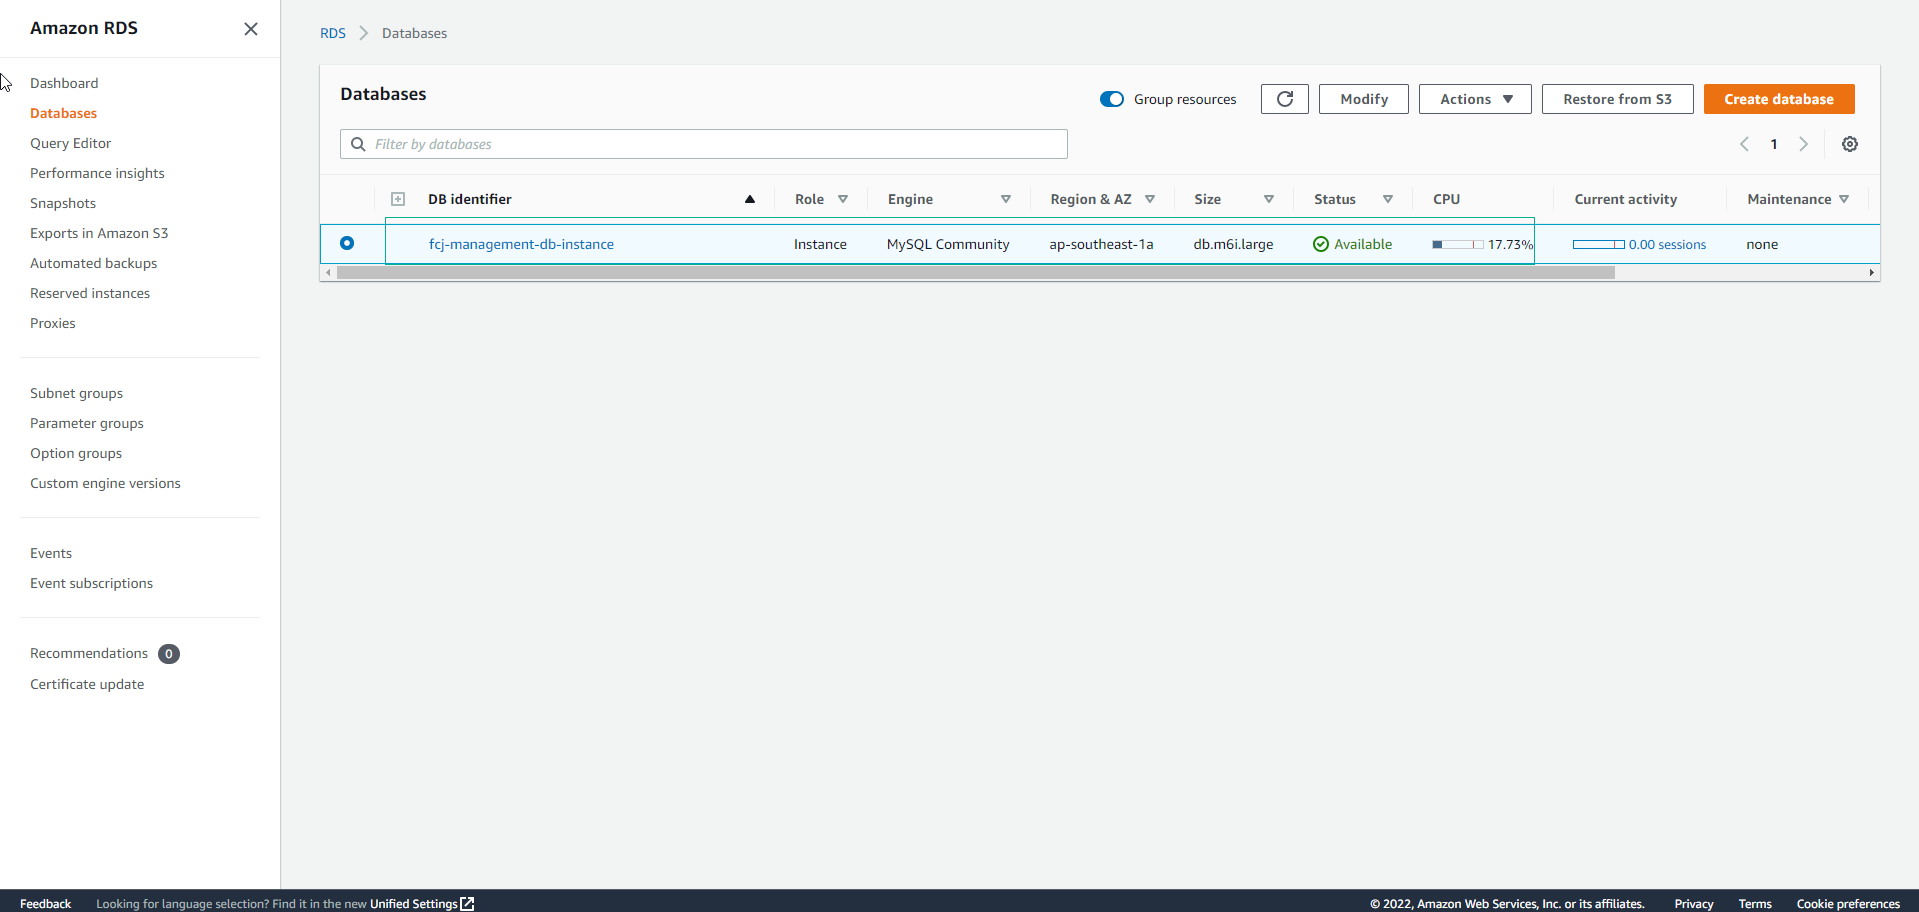 Amazon RDS
Dashboard
Databases
Query Editor
Performance insights
Snapshots
Exports in Amazon S3
Automated backups
Reserved instances
Proxies
Subnet groups
Parameter groups
Option groups
Custom engine versions
Events
Event subscriptions
Recommendations 0
Certificate update
RDS Databases
Databases
Group resources Modify Actions Restore from S3 Create database
Filter by databases
1
DB identifier Role Engine Region & AZ Size Status CPU Current activity Maintenance
fcj-management-db-instance Instance MySQL Community ap-southeast-1a db.m6i.large Available 17.73% 0.00 sessions none
Feedback Looking for language selection? Find it in the new Unified Settings © 2022, Amazon Web Services, Inc. or its affiliates. Privacy Terms Cookie preferences